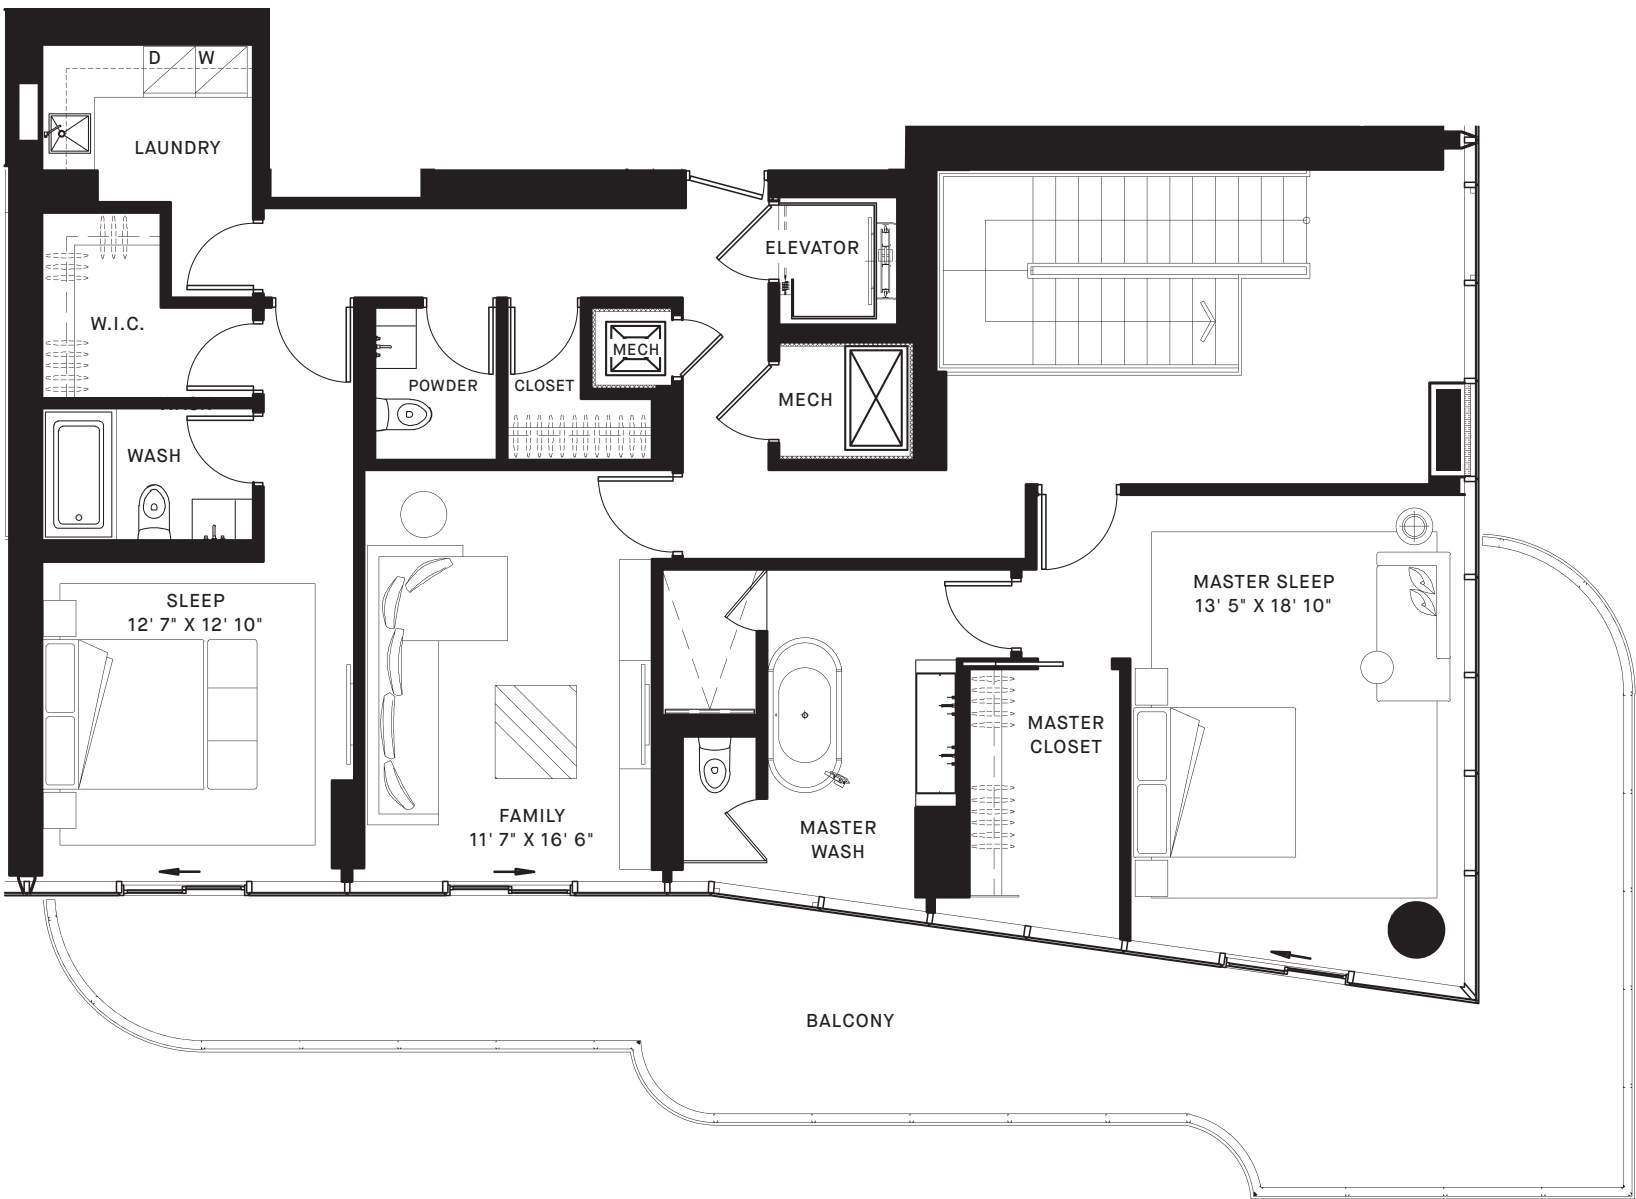 D
W
LAUNDRY
ELEVATOR
W.I.C.
MECH
POWDER
CLOSET
MECH
WASH
SLEEP
12' 7" X 12' 10"
MASTER SLEEP
13' 5" X 18' 10"
MASTER
CLOSET
FAMILY
11' 7" X 16' 6"
MASTER
WASH
BALCONY